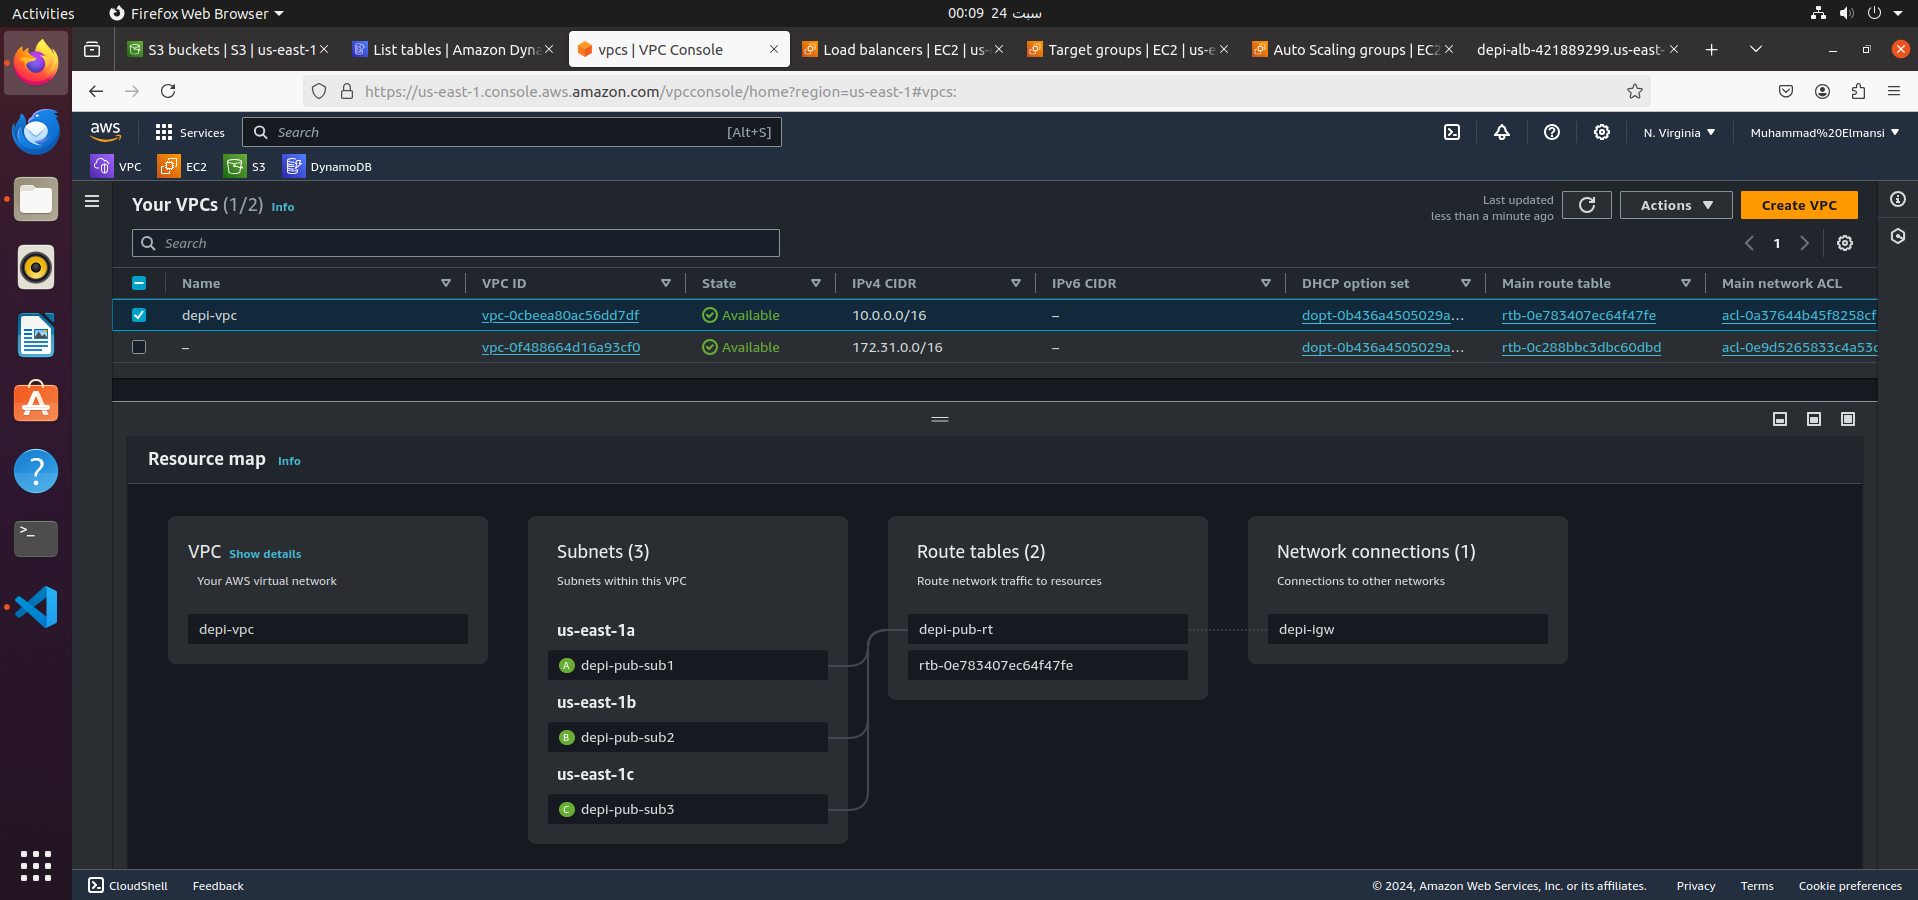 Activities
Firefox Web Browser
00:09 24 سبت
S3 buckets | S3 | us-east-1
List tables | Amazon Dyna
vpcs | VPC Console
Load balancers | EC2 | us-
Target groups | EC2 | us-e
Auto Scaling groups | EC2
depi-alb-421889299.us-east-
https://us-east-1.console.aws.amazon.com/vpcconsole/home?region=us-east-1#vpcs:
aws
Services
Search
[Alt+S]
N. Virginia
Muhammad%20Elmansi
VPC
EC2
S3
DynamoDB
Your VPCs (1/2) Info
Last updated
less than a minute ago
Actions
Create VPC
Search
1
Name VPC ID State IPv4 CIDR IPv6 CIDR DHCP option set Main route table Main network ACL
depi-vpc vpc-0cbeea80ac56dd7df Available 10.0.0.0/16 – dopt-0b436a4505029a... rtb-0e783407ec64f47fe acl-0a37644b45f8258cf
– vpc-0f488664d16a93cf0 Available 172.31.0.0/16 – dopt-0b436a4505029a... rtb-0c288bbc3dbc60dbd acl-0e9d5265833c4a53c
Resource map Info
VPC Show details
Your AWS virtual network
depi-vpc
Subnets (3)
Subnets within this VPC
us-east-1a
A depi-pub-sub1
us-east-1b
B depi-pub-sub2
us-east-1c
C depi-pub-sub3
Route tables (2)
Route network traffic to resources
depi-pub-rt
rtb-0e783407ec64f47fe
Network connections (1)
Connections to other networks
depi-igw
CloudShell
Feedback
© 2024, Amazon Web Services, Inc. or its affiliates.
Privacy
Terms
Cookie preferences